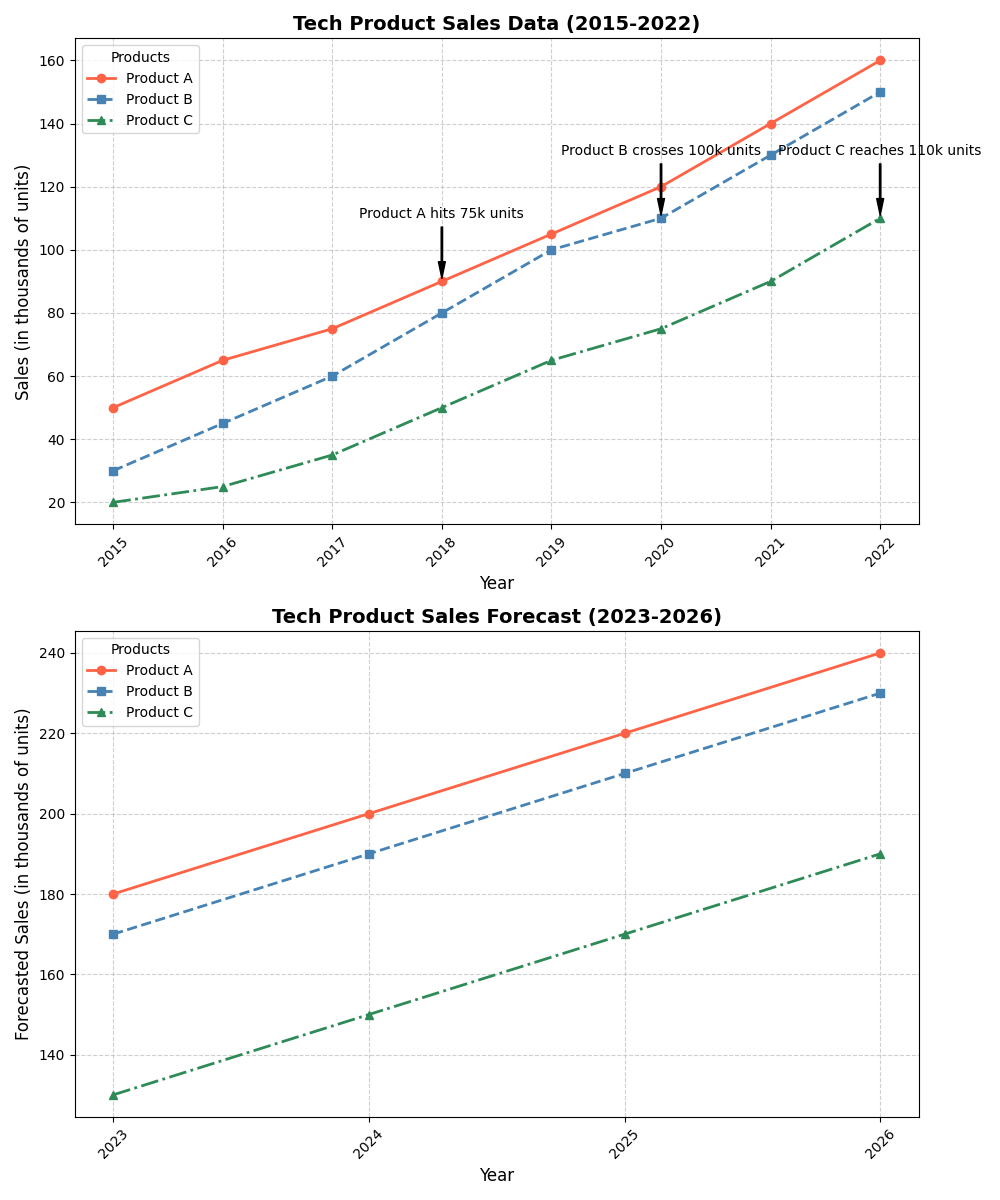 Tech Product Sales Data (2015-2022)
Products
Product A
Product B
Product C
Sales (in thousands of units)
160
140
120
100
80
60
40
20
Product B crosses 100k units
Product C reaches 110k units
Product A hits 75k units
2015
2016
2017
2018
2019
2020
2021
2022
Year
Tech Product Sales Forecast (2023-2026)
Products
Product A
Product B
Product C
Forecasted Sales (in thousands of units)
240
220
200
180
160
140
2023
2024
2025
2026
Year